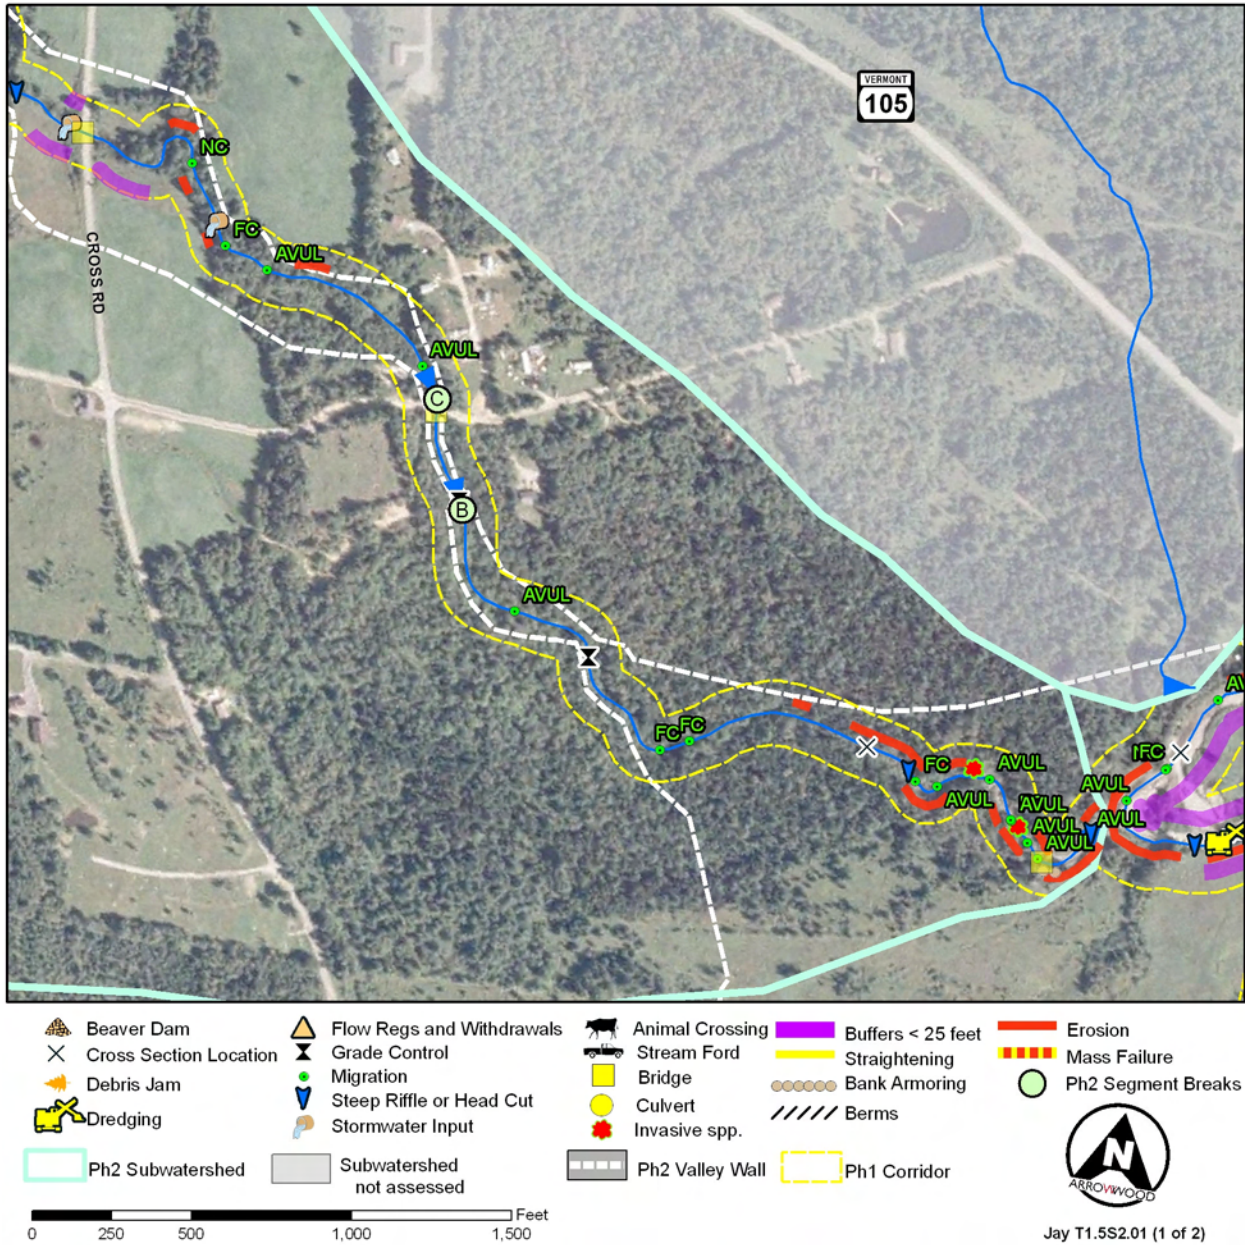 VERMONT
105
NC
CROSS RD
FC
AVUL
AVUL
C
B
AVUL
FC
FC
FC
AVUL
AVUL
AVUL
AVUL
AVUL
AVUL
AVUL
FC
Beaver Dam
Cross Section Location
Debris Jam
Dredging
Flow Regs and Withdrawals
Grade Control
Migration
Steep Riffle or Head Cut
Stormwater Input
Animal Crossing
Stream Ford
Bridge
Culvert
Invasive spp.
Buffers < 25 feet
Straightening
Bank Armoring
Berms
Erosion
Mass Failure
Ph2 Segment Breaks
Ph2 Subwatershed
Subwatershed
not assessed
Ph2 Valley Wall
Ph1 Corridor
N
ARROWWOOD
Feet
0 250 500 1,000 1,500
Jay T1.5S2.01 (1 of 2)